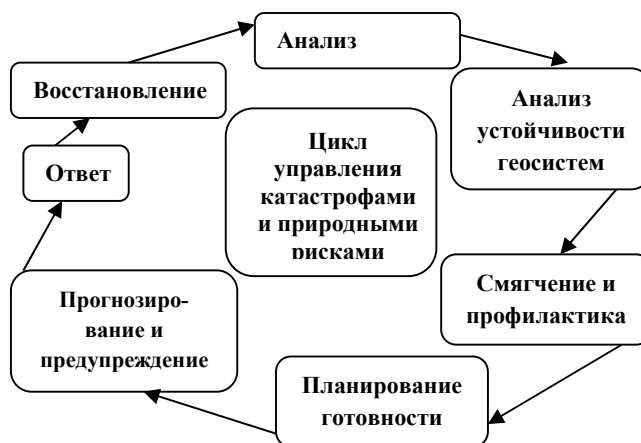 Анализ
Анализ
устойчивости
геосистем
Смягчение и
профилактика
Планирование
готовности
Прогнозиро-
вание и
предупреждение
Ответ
Восстановление
Цикл
управления
катастрофами
и природными
рисками